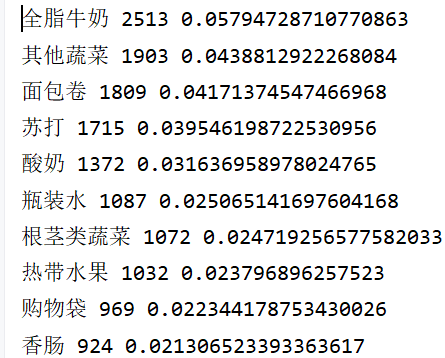 全脂牛奶 2513 0.05794728710770863
其他蔬菜 1903 0.0438812922268084
面包卷 1809 0.04171374547466968
苏打 1715 0.039546198722530956
酸奶 1372 0.031636958978024765
瓶装水 1087 0.025065141697604168
根茎类蔬菜 1072 0.024719256577582033
热带水果 1032 0.023796896257523
购物袋 969 0.022344178753430026
香肠 924 0.021306523393363617